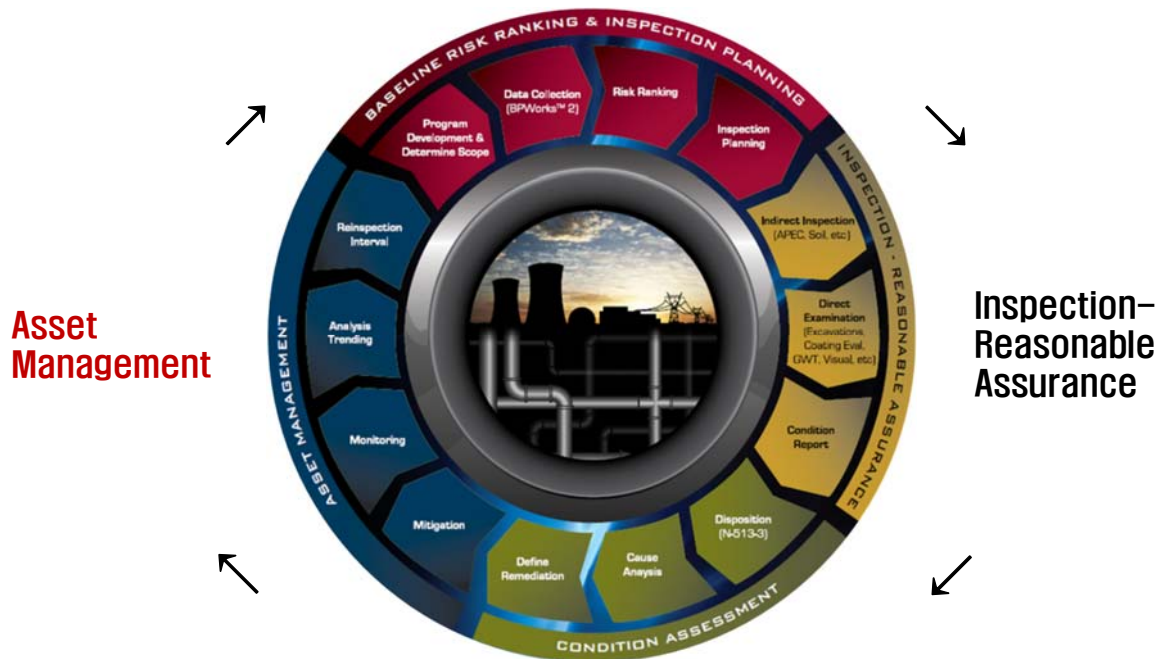 BASELINE RISK RANKING & INSPECTION PLANNING
Program
Development &
Determine Scope
Data Collection
(BPWorks™ 2)
Risk Ranking
Inspection
Planning
INSPECTION - REASONABLE ASSURANCE
Indirect Inspection
(APEC, Soil, etc)
Direct
Examination
(Excavations,
Coating Eval,
GWT, Visual, etc)
Condition
Report
CONDITION ASSESSMENT
Disposition
(N-513-3)
Cause
Anaysis
Define
Remediation
ASSET MANAGEMENT
Mitigation
Monitoring
Analysis
Trending
Reinspection
Interval
Asset
Management
Inspection–
Reasonable
Assurance